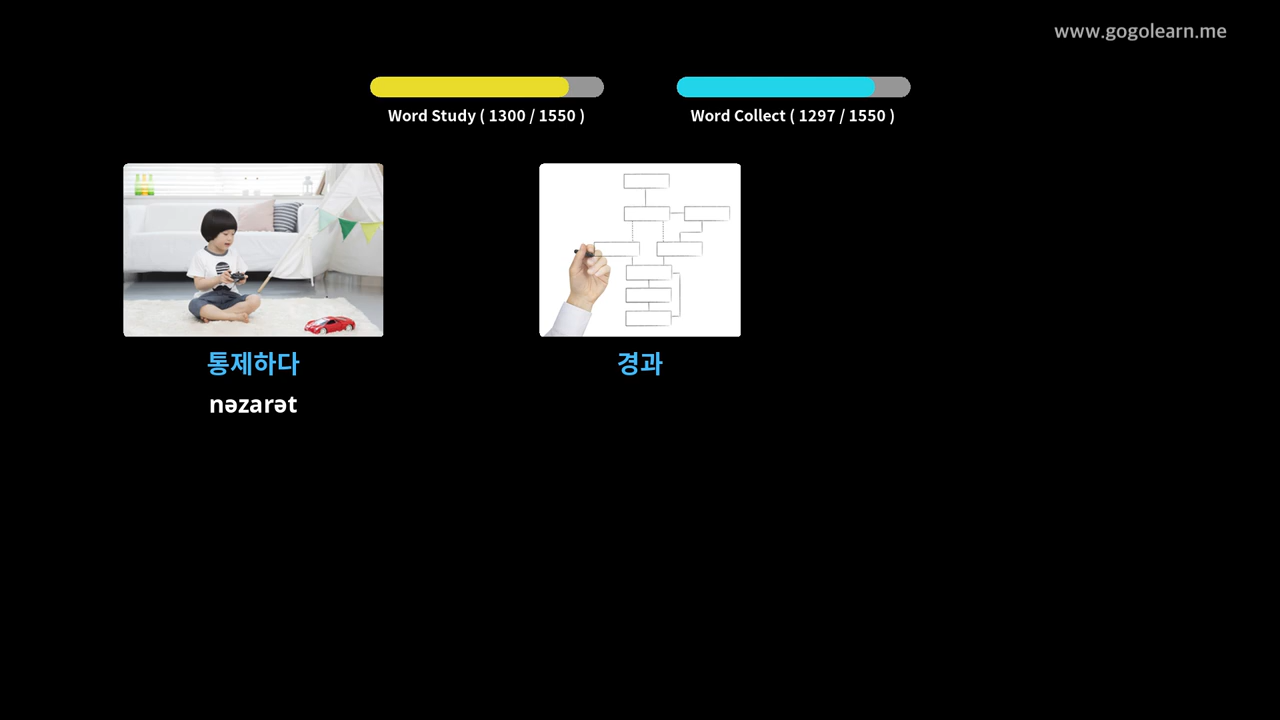 www.gogolearn.me
Word Study ( 1300 / 1550 )
Word Collect ( 1297 / 1550 )
통제하다
경과
nəzarət